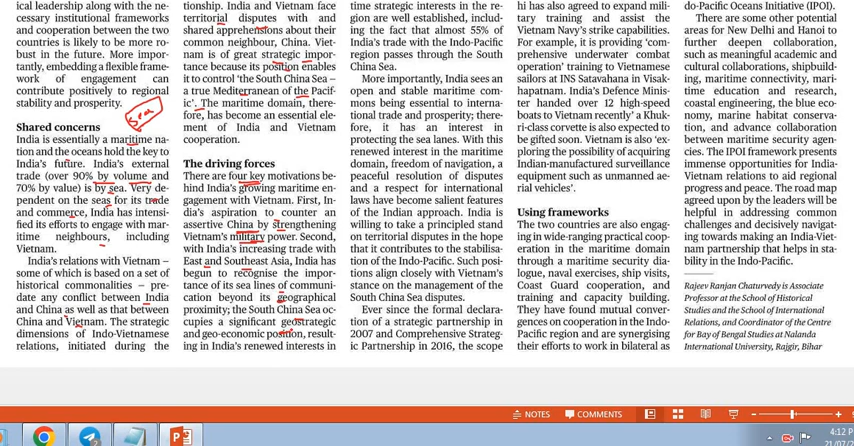 ical leadership along with the ne-
cessary institutional frameworks
and cooperation between the two
countries is likely to be more ro-
bust in the future. More impor-
tantly, embedding a flexible frame-
work of engagement can
contribute positively to regional
stability and prosperity.
Sea
Shared concerns
India is essentially a maritime na-
tion and the oceans hold the key to
India's future. India's external
trade (over 90% by volume and
70% by value) is by sea. Very de-
pendent on the seas for its trade
and commerce, India has intensi-
fied its efforts to engage with mar-
itime neighbours, including
Vietnam.
India's relations with Vietnam –
some of which is based on a set of
historical commonalities – pre-
date any conflict between India
and China as well as that between
China and Vietnam. The strategic
dimensions of Indo-Vietnamese
relations, initiated during the
tionship. India and Vietnam face
territorial disputes with and
shared apprehensions about their
common neighbour, China. Viet-
nam is of great strategic impor-
tance because its position enables
it to control 'the South China Sea –
a true Mediterranean of the Pacif-
ic'. The maritime domain, there-
fore, has become an essential ele-
ment of India and Vietnam
cooperation.
The driving forces
There are four key motivations be-
hind India's growing maritime en-
gagement with Vietnam. First, In-
dia's aspiration to counter an
assertive China by strengthening
Vietnam's military power. Second,
with India's increasing trade with
East and Southeast Asia, India has
begun to recognise the impor-
tance of its sea lines of communi-
cation beyond its geographical
proximity; the South China Sea oc-
cupies a significant geostrategic
and geo-economic position, result-
ing in India's renewed interests in
time strategic interests in the re-
gion are well established, includ-
ing the fact that almost 55% of
India's trade with the Indo-Pacific
region passes through the South
China Sea.
More importantly, India sees an
open and stable maritime com-
mons being essential to interna-
tional trade and prosperity; there-
fore, it has an interest in
protecting the sea lanes. With this
renewed interest in the maritime
domain, freedom of navigation, a
peaceful resolution of disputes
and a respect for international
laws have become salient features
of the Indian approach. India is
willing to take a principled stand
on territorial disputes in the hope
that it contributes to the stabilisa-
tion of the Indo-Pacific. Such posi-
tions align closely with Vietnam's
stance on the management of the
South China Sea disputes.
Ever since the formal declara-
tion of a strategic partnership in
2007 and Comprehensive Strateg-
ic Partnership in 2016, the scope
hi has also agreed to expand mili-
tary training and assist the
Vietnam Navy's strike capabilities.
For example, it is providing 'com-
prehensive underwater combat
operation' training to Vietnamese
sailors at INS Satavahana in Visak-
hapatnam. India's Defence Minis-
ter handed over 12 high-speed
boats to Vietnam recently' a Khuk-
ri-class corvette is also expected to
be gifted soon. Vietnam is also 'ex-
ploring the possibility of acquiring
Indian-manufactured surveillance
equipment such as unmanned ae-
rial vehicles'.
Using frameworks
The two countries are also engag-
ing in wide-ranging practical coop-
eration in the maritime domain
through a maritime security dia-
logue, naval exercises, ship visits,
Coast Guard cooperation, and
training and capacity building.
They have found mutual conver-
gences on cooperation in the Indo-
Pacific region and are synergising
their efforts to work in bilateral as
do-Pacific Oceans Initiative (IPOI).
There are some other potential
areas for New Delhi and Hanoi to
further deepen collaboration,
such as meaningful academic and
cultural collaborations, shipbuild-
ing, maritime connectivity, mari-
time education and research,
coastal engineering, the blue eco-
nomy, marine habitat conserva-
tion, and advance collaboration
between maritime security agen-
cies. The IPOI framework presents
immense opportunities for India-
Vietnam relations to aid regional
progress and peace. The road map
agreed upon by the leaders will be
helpful in addressing common
challenges and decisively navigat-
ing towards making an India-Viet-
nam partnership that helps in sta-
bility in the Indo-Pacific.
Rajeev Ranjan Chaturvedy is Associate
Professor at the School of Historical
Studies and the School of International
Relations, and Coordinator of the Centre
for Bay of Bengal Studies at Nalanda
International University, Rajgir, Bihar
NOTES COMMENTS
4:12 P